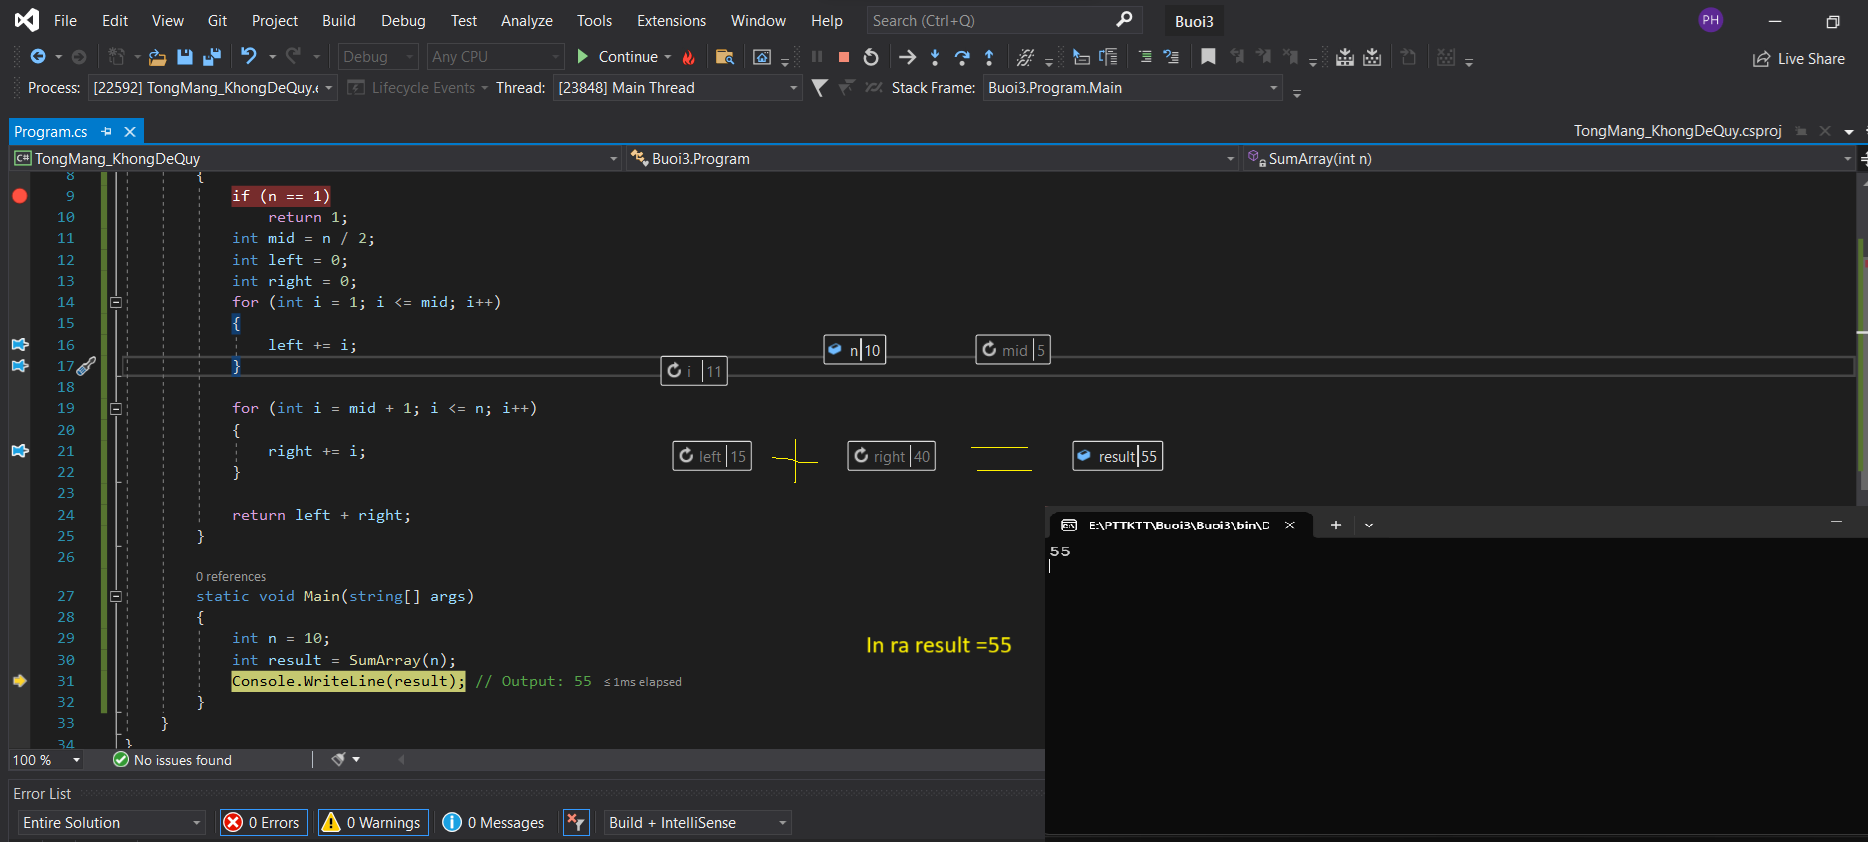 File Edit View Git Project Build Debug Test Analyze Tools Extensions Window Help Search (Ctrl+Q) Buoi3 PH
Debug Any CPU Continue Live Share
Process: [22592] TongMang_KhongDeQuy.e Lifecycle Events Thread: [23848] Main Thread Stack Frame: Buoi3.Program.Main
Program.cs TongMang_KhongDeQuy.csproj
C# TongMang_KhongDeQuy Buoi3.Program SumArray(int n)
8 {
9 if (n == 1)
10 return 1;
11 int mid = n / 2;
12 int left = 0;
13 int right = 0;
14 for (int i = 1; i <= mid; i++)
15 {
16 left += i;
n 10 mid 5
17 }
i 11
18
19 for (int i = mid + 1; i <= n; i++)
20 {
21 right += i;
left 15 right 40 result 55
22 }
23
24 return left + right;
25 }
26
0 references
27 static void Main(string[] args)
28 {
29 int n = 10;
30 int result = SumArray(n);
31 Console.WriteLine(result); // Output: 55 ≤ 1ms elapsed
32 }
33 }
34 }
In ra result =55
E:\PTTKTT\Buoi3\Buoi3\bin\D
55
100 % No issues found
Error List
Entire Solution 0 Errors 0 Warnings 0 Messages Build + IntelliSense